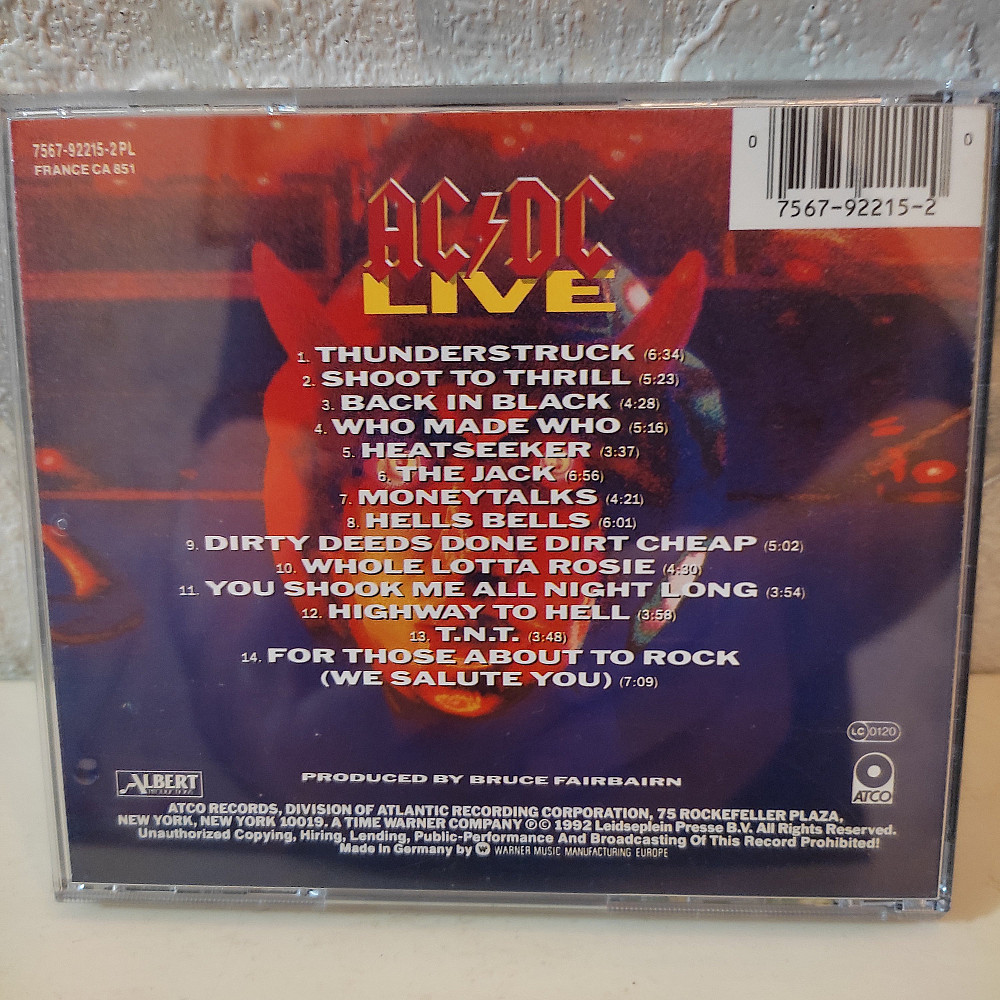 7567-92215-2 PL
FRANCE CA 851
0 0
7567-92215-2
AC/DC
LIVE
1. THUNDERSTRUCK (6:34)
2. SHOOT TO THRILL (5:23)
3. BACK IN BLACK (4:28)
4. WHO MADE WHO (5:16)
5. HEATSEEKER (3:37)
6. THE JACK (6:56)
7. MONEYTALKS (4:21)
8. HELLS BELLS (6:01)
9. DIRTY DEEDS DONE DIRT CHEAP (5:02)
10. WHOLE LOTTA ROSIE (4:30)
11. YOU SHOOK ME ALL NIGHT LONG (3:54)
12. HIGHWAY TO HELL (3:58)
13. T.N.T. (3:48)
14. FOR THOSE ABOUT TO ROCK
(WE SALUTE YOU) (7:09)
LC 0120
ALBERT
PRODUCTIONS
PRODUCED BY BRUCE FAIRBAIRN
ATCO
ATCO RECORDS, DIVISION OF ATLANTIC RECORDING CORPORATION, 75 ROCKEFELLER PLAZA,
NEW YORK, NEW YORK 10019. A TIME WARNER COMPANY ℗© 1992 Leidseplein Presse B.V. All Rights Reserved.
Unauthorized Copying, Hiring, Lending, Public-Performance And Broadcasting Of This Record Prohibited!
Made in Germany by WARNER MUSIC MANUFACTURING EUROPE